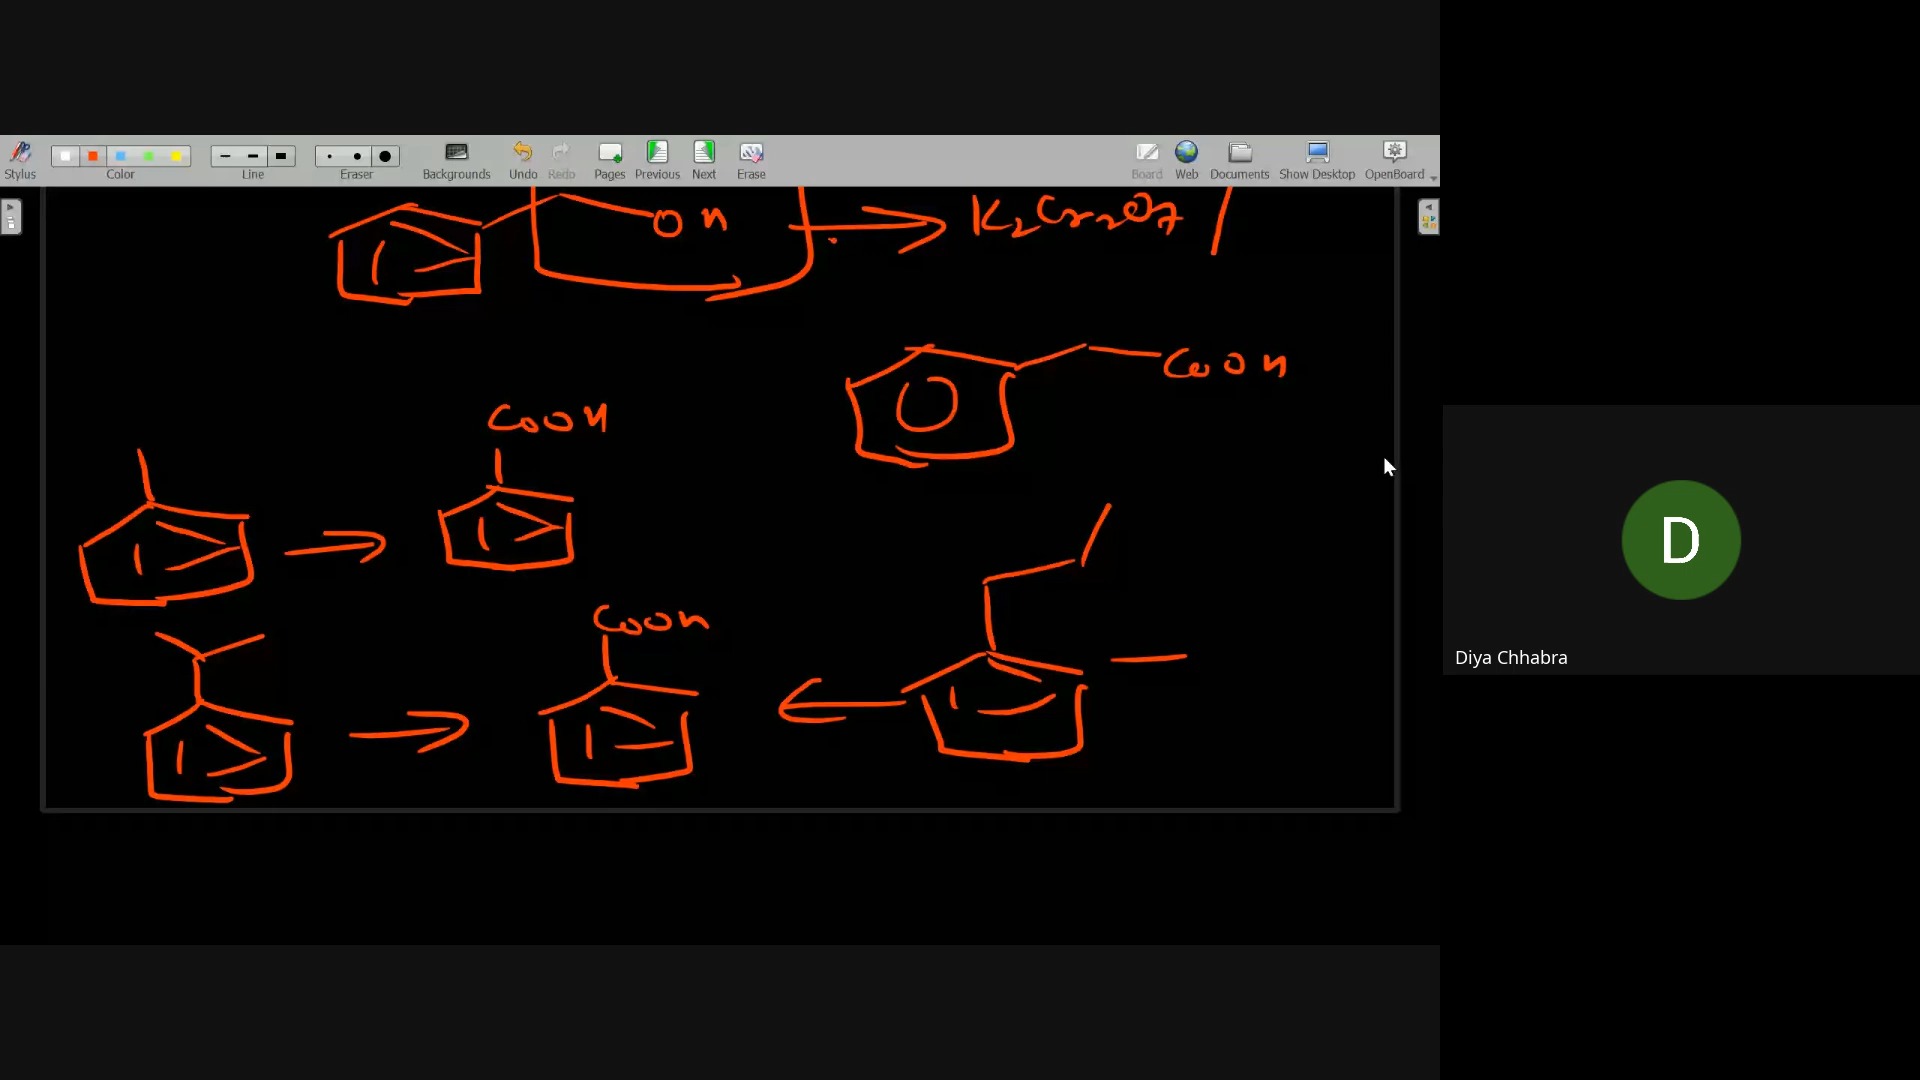 Stylus Color Line Eraser Backgrounds Undo Redo Pages Previous Next Erase Board Web Documents Show Desktop OpenBoard
OH → K₂Cr₂O₇ /
COOH
COOH
COOH
D
Diya Chhabra